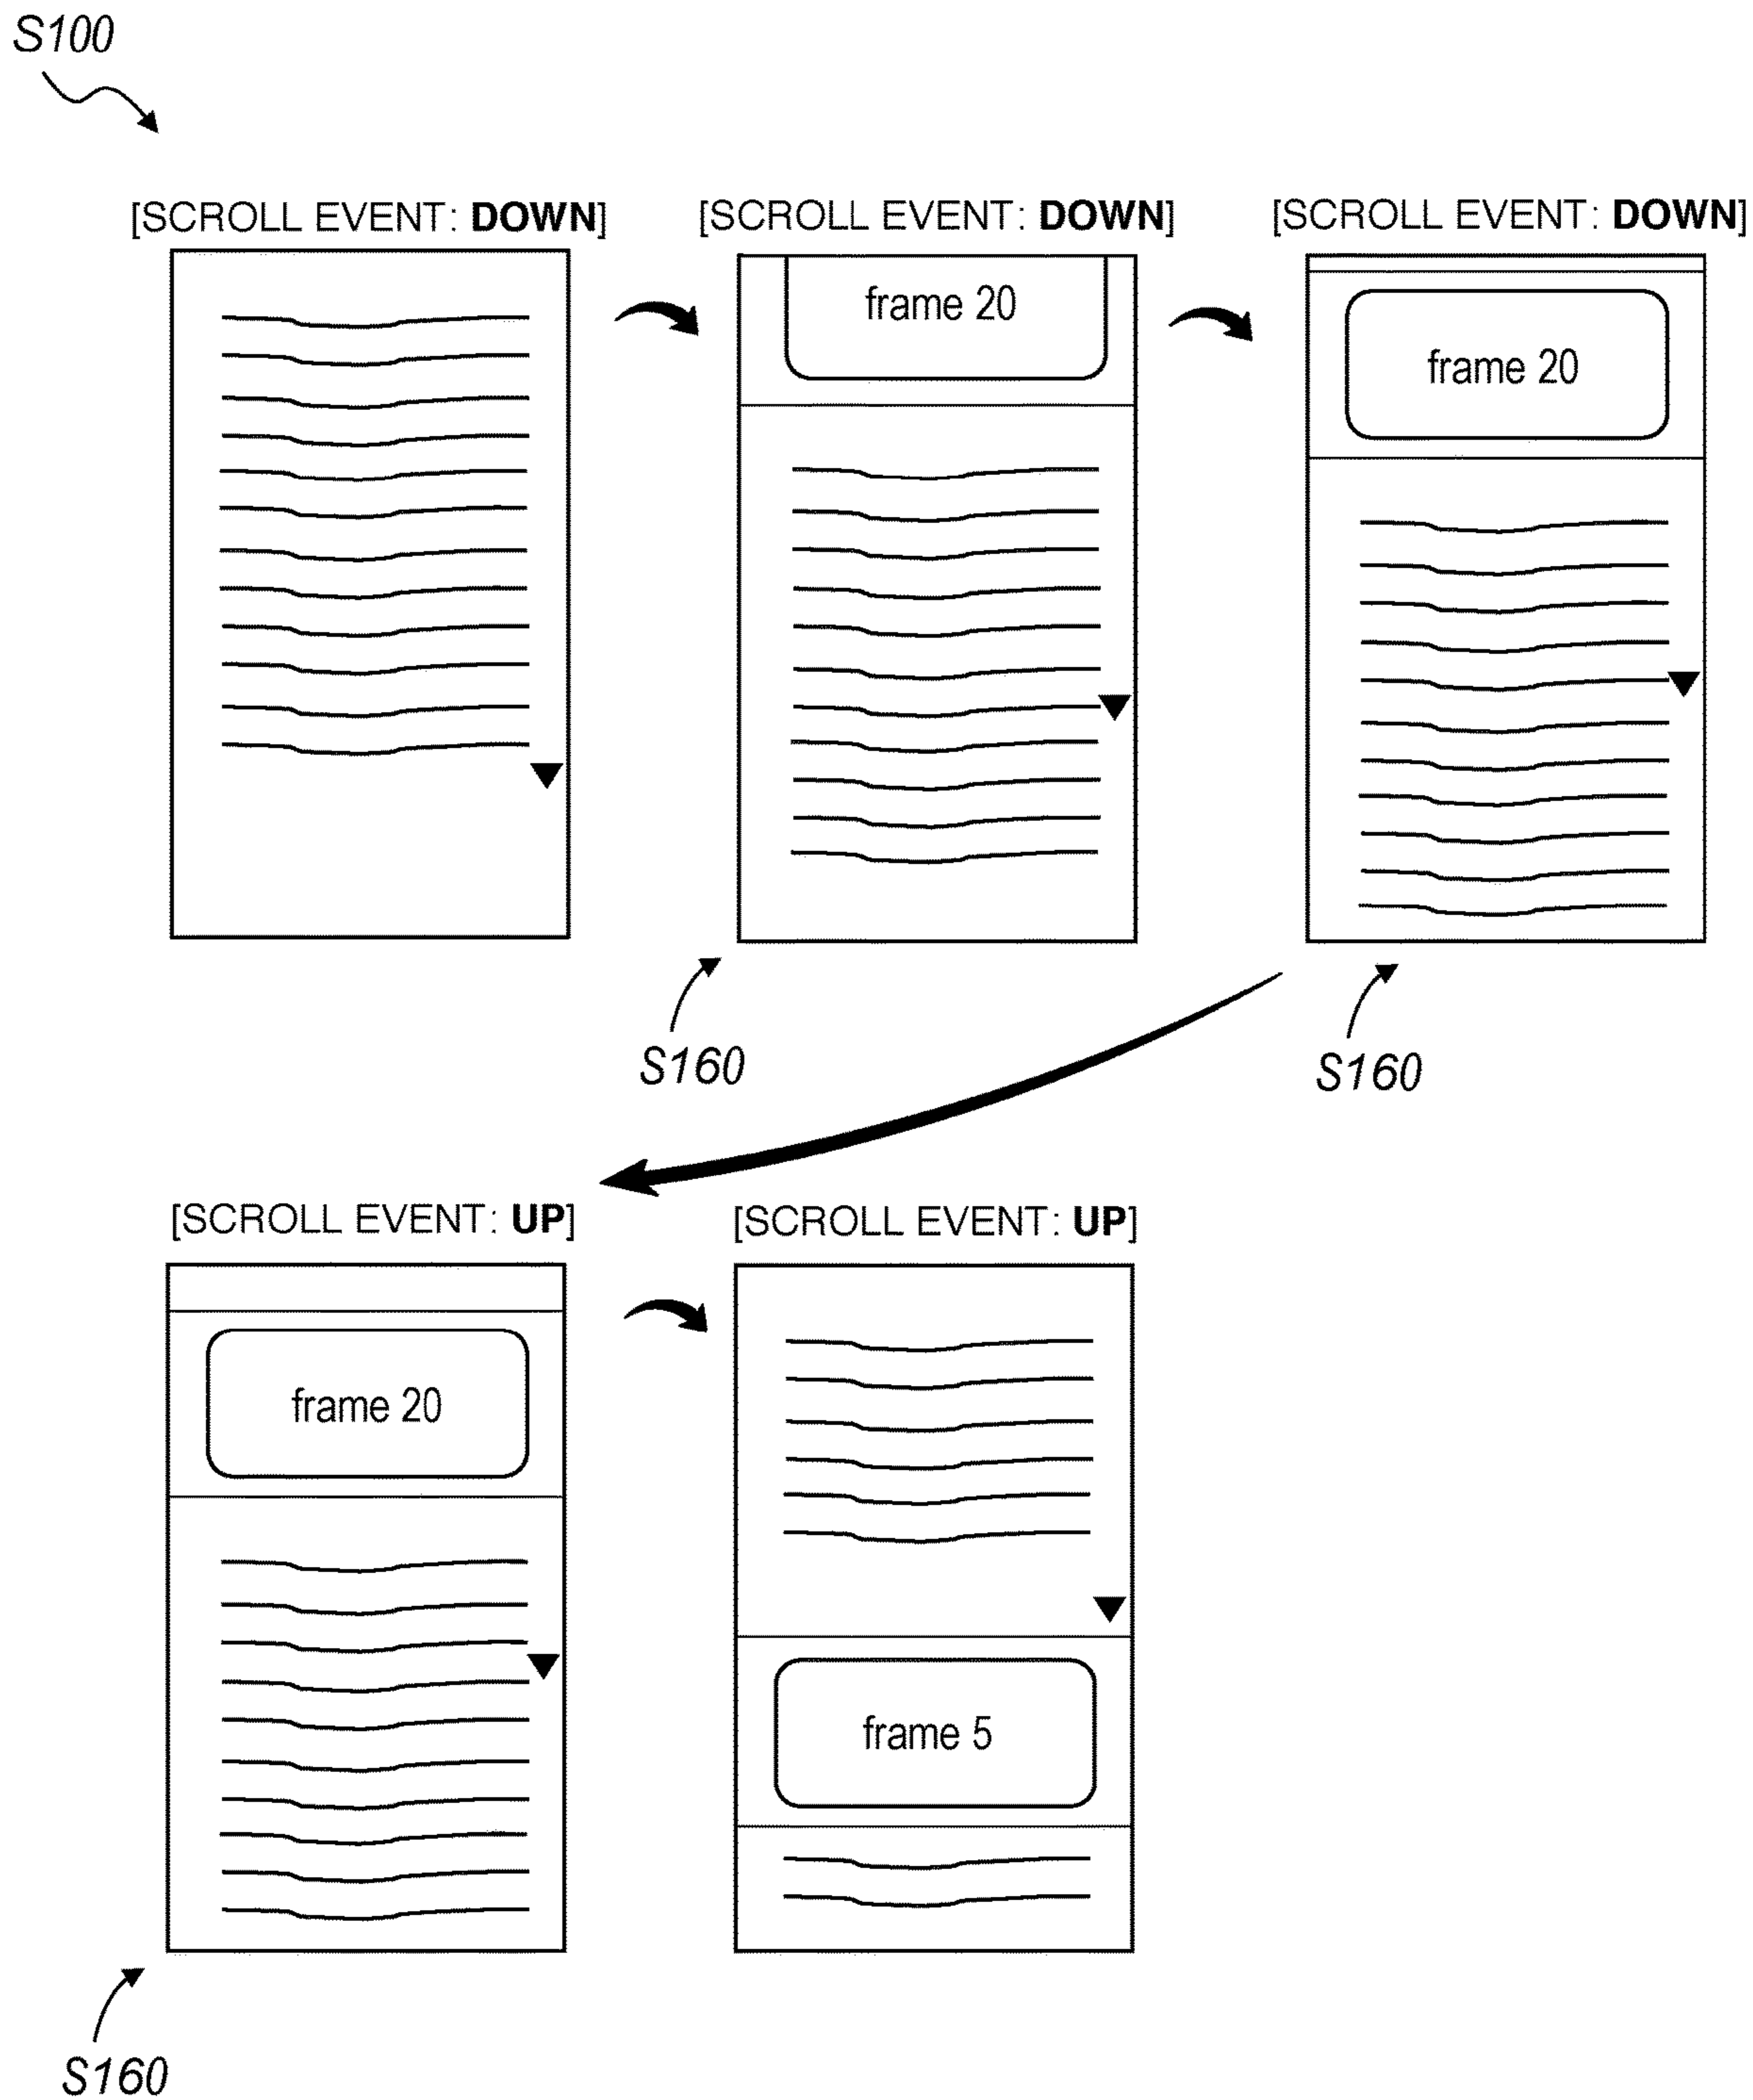 S100
[SCROLL EVENT: DOWN]
[SCROLL EVENT: DOWN]
[SCROLL EVENT: DOWN]
frame 20
frame 20
S160
S160
[SCROLL EVENT: UP]
[SCROLL EVENT: UP]
frame 20
frame 5
S160